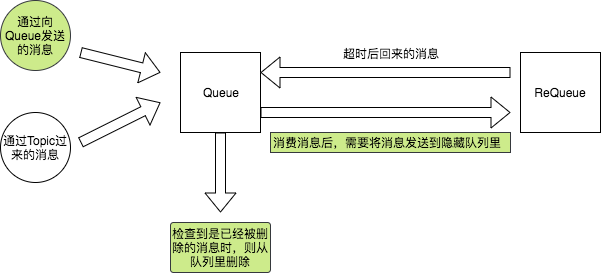 通过向
Queue发送
的消息
超时后回来的消息
Queue
ReQueue
通过Topic过
来的消息
消费消息后，需要将消息发送到隐藏队列里
检查到是已经被删
除的消息时，则从
队列里删除